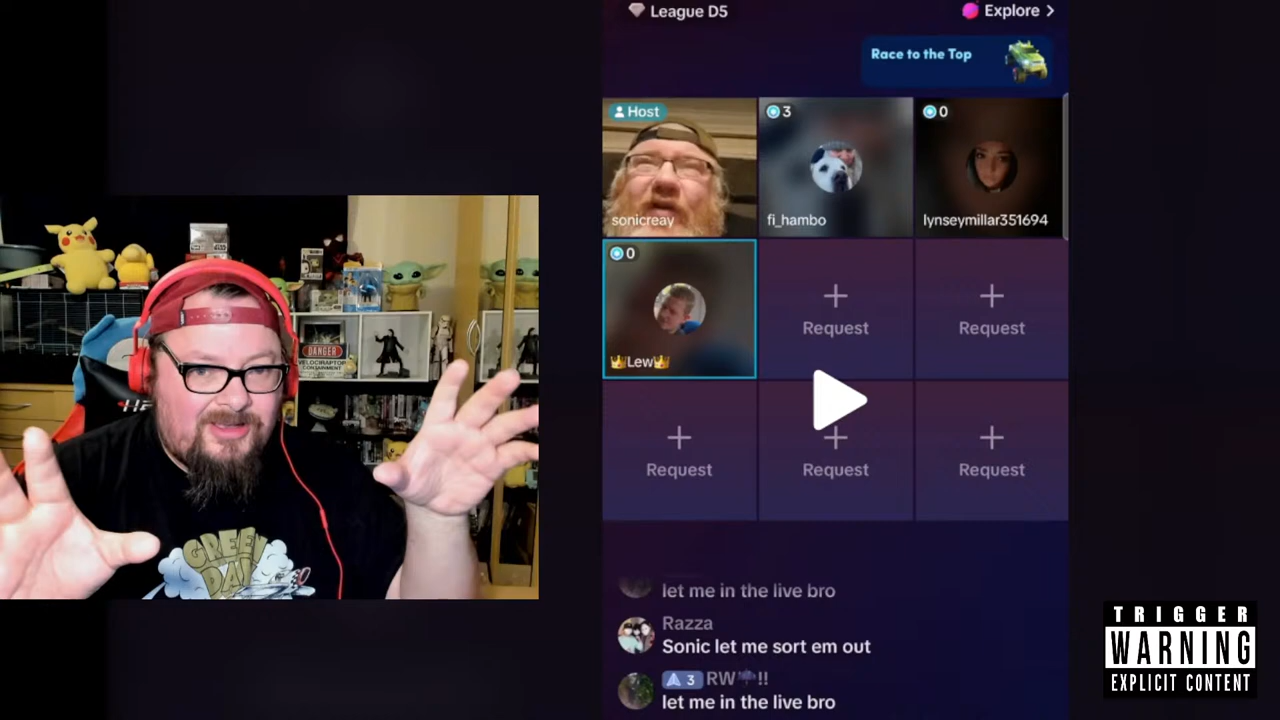 League D5
Explore
Race to the Top
Host
3
0
sonicreay
fi_hambo
lynseymillar351694
0
👑Lew👑
Request
Request
Request
Request
Request
let me in the live bro
Razza
Sonic let me sort em out
3 RW☔!!
let me in the live bro
DANGER
VELOCIRAPTOR
CONTAINMENT
GREEN
DAY
TRIGGER
WARNING
EXPLICIT CONTENT